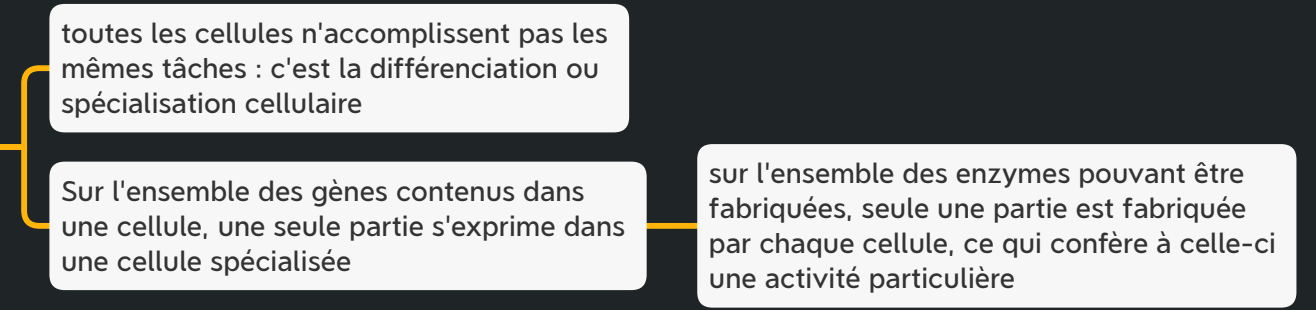 toutes les cellules n'accomplissent pas les
mêmes tâches : c'est la différenciation ou
spécialisation cellulaire
Sur l'ensemble des gènes contenus dans
une cellule, une seule partie s'exprime dans
une cellule spécialisée
sur l'ensemble des enzymes pouvant être
fabriquées, seule une partie est fabriquée
par chaque cellule, ce qui confère à celle-ci
une activité particulière